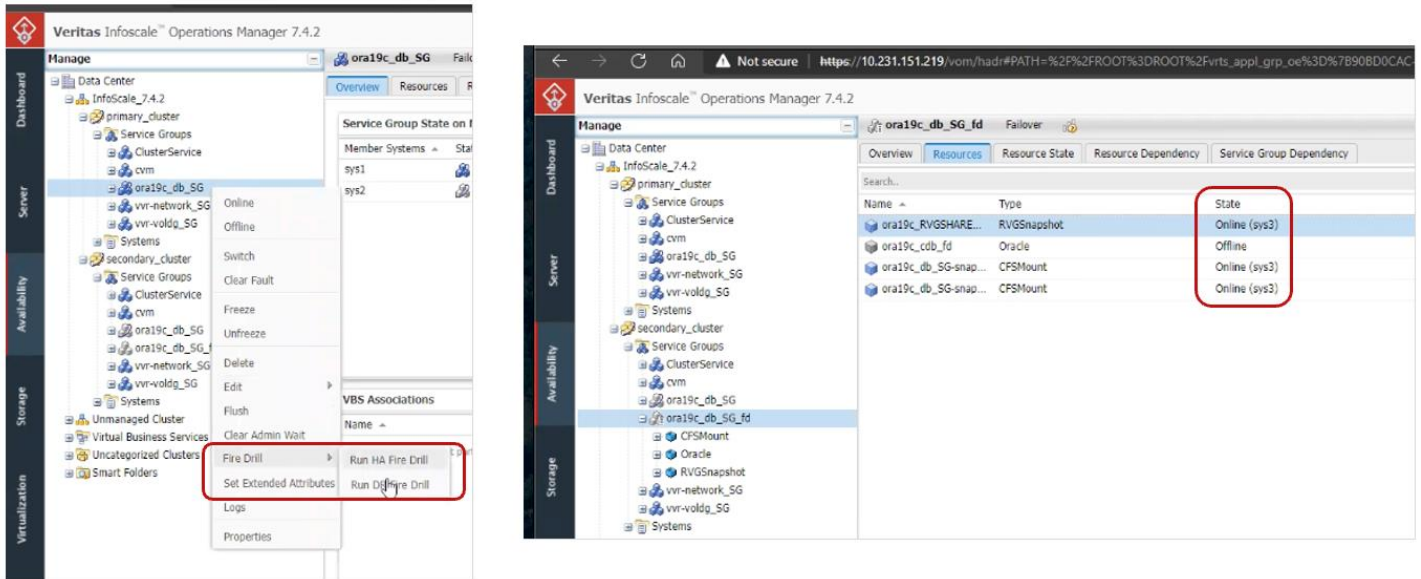 Veritas Infoscale™ Operations Manager 7.4.2
Manage
Data Center
InfoScale_7.4.2
primary_cluster
Service Groups
ClusterService
cvm
ora19c_db_SG
vvr-network_SG
vvr-voldg_SG
Systems
secondary_cluster
Service Groups
ClusterService
cvm
ora19c_db_SG
ora19c_db_SG_f
vvr-network_SG
vvr-voldg_SG
Systems
Unmanaged Cluster
Virtual Business Services
Uncategorized Clusters
Smart Folders
Dashboard
Server
Availability
Storage
Virtualization
ora19c_db_SG
Overview Resources
Service Group State on
Member Systems
sys1
sys2
VBS Associations
Name
Online
Offline
Switch
Clear Fault
Freeze
Unfreeze
Delete
Edit
Flush
Clear Admin Wait
Fire Drill
Set Extended Attributes
Logs
Properties
Run HA Fire Drill
Run DR Fire Drill
Not secure https://10.231.151.219/vom/hadr#PATH=%2F%2FROOT%3DROOT%2Fvrts_appl_grp_oe%3D%7B90BD0CAC-
Veritas Infoscale™ Operations Manager 7.4.2
Manage
Data Center
InfoScale_7.4.2
primary_cluster
Service Groups
ClusterService
cvm
ora19c_db_SG
vvr-network_SG
vvr-voldg_SG
Systems
secondary_cluster
Service Groups
ClusterService
cvm
ora19c_db_SG
ora19c_db_SG_fd
CFSMount
Oracle
RVGSnapshot
vvr-network_SG
vvr-voldg_SG
Systems
Dashboard
Server
Availability
Storage
ora19c_db_SG_fd Failover
Overview Resources Resource State Resource Dependency Service Group Dependency
Search..
Name Type State
ora19c_RVGSHARE... RVGSnapshot Online (sys3)
ora19c_cdb_fd Oracle Offline
ora19c_db_SG-snap... CFSMount Online (sys3)
ora19c_db_SG-snap... CFSMount Online (sys3)